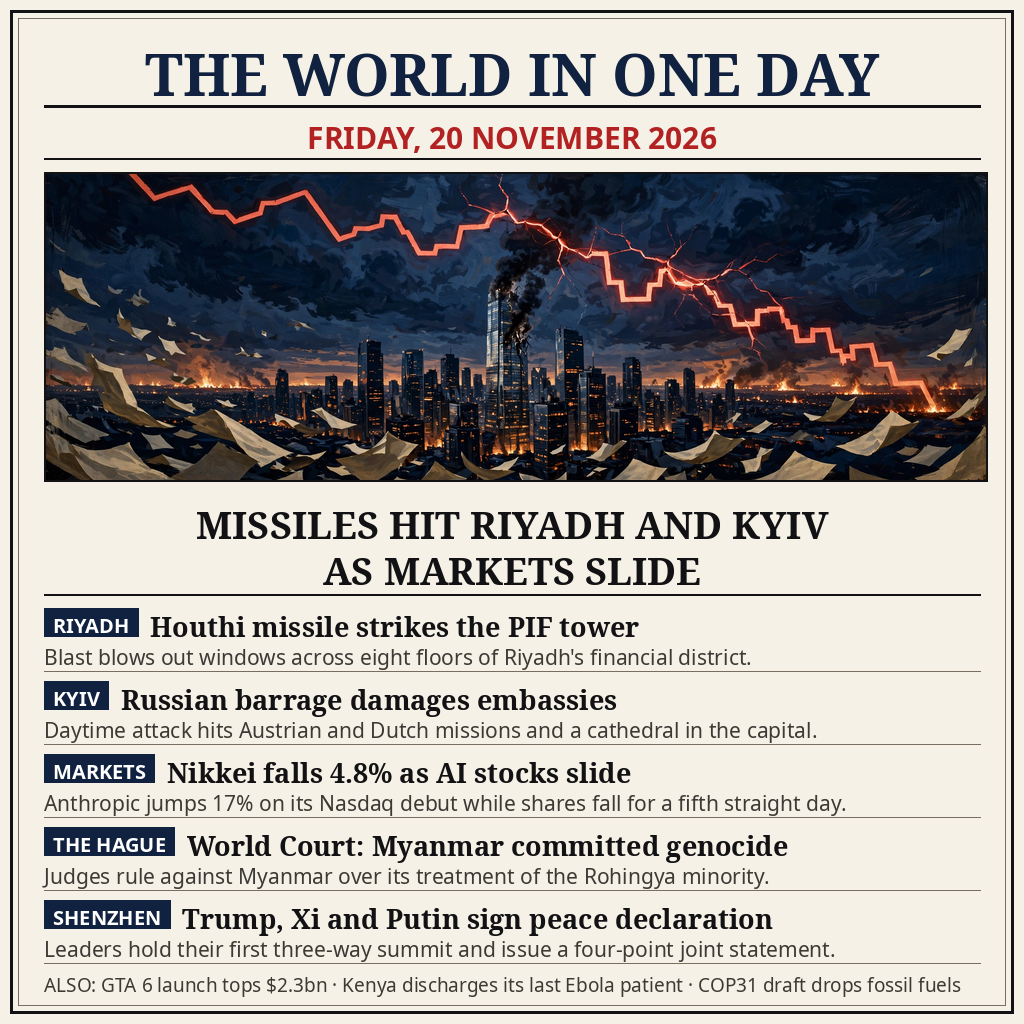 THE WORLD IN ONE DAY
FRIDAY, 20 NOVEMBER 2026
MISSILES HIT RIYADH AND KYIV
AS MARKETS SLIDE
RIYADH Houthi missile strikes the PIF tower
Blast blows out windows across eight floors of Riyadh's financial district.
KYIV Russian barrage damages embassies
Daytime attack hits Austrian and Dutch missions and a cathedral in the capital.
MARKETS Nikkei falls 4.8% as AI stocks slide
Anthropic jumps 17% on its Nasdaq debut while shares fall for a fifth straight day.
THE HAGUE World Court: Myanmar committed genocide
Judges rule against Myanmar over its treatment of the Rohingya minority.
SHENZHEN Trump, Xi and Putin sign peace declaration
Leaders hold their first three-way summit and issue a four-point joint statement.
ALSO: GTA 6 launch tops $2.3bn · Kenya discharges its last Ebola patient · COP31 draft drops fossil fuels